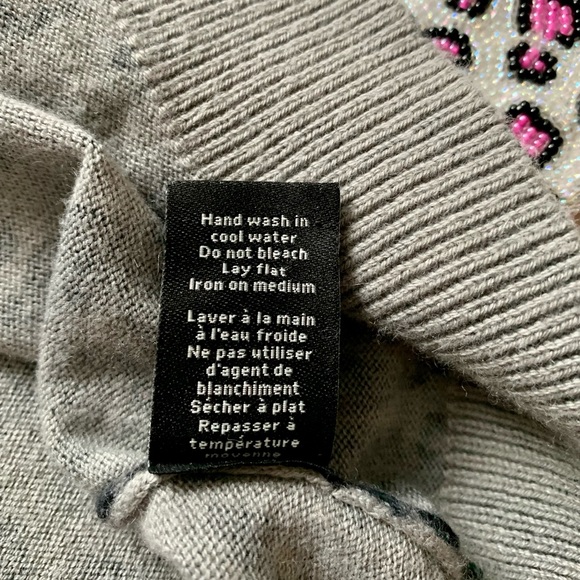 Hand wash in
cool water
Do not bleach
Lay flat
Iron on medium
Laver à la main
à l'eau froide
Ne pas utiliser
d'agent de
blanchiment
Sécher à plat
Repasser à
température
moyenne